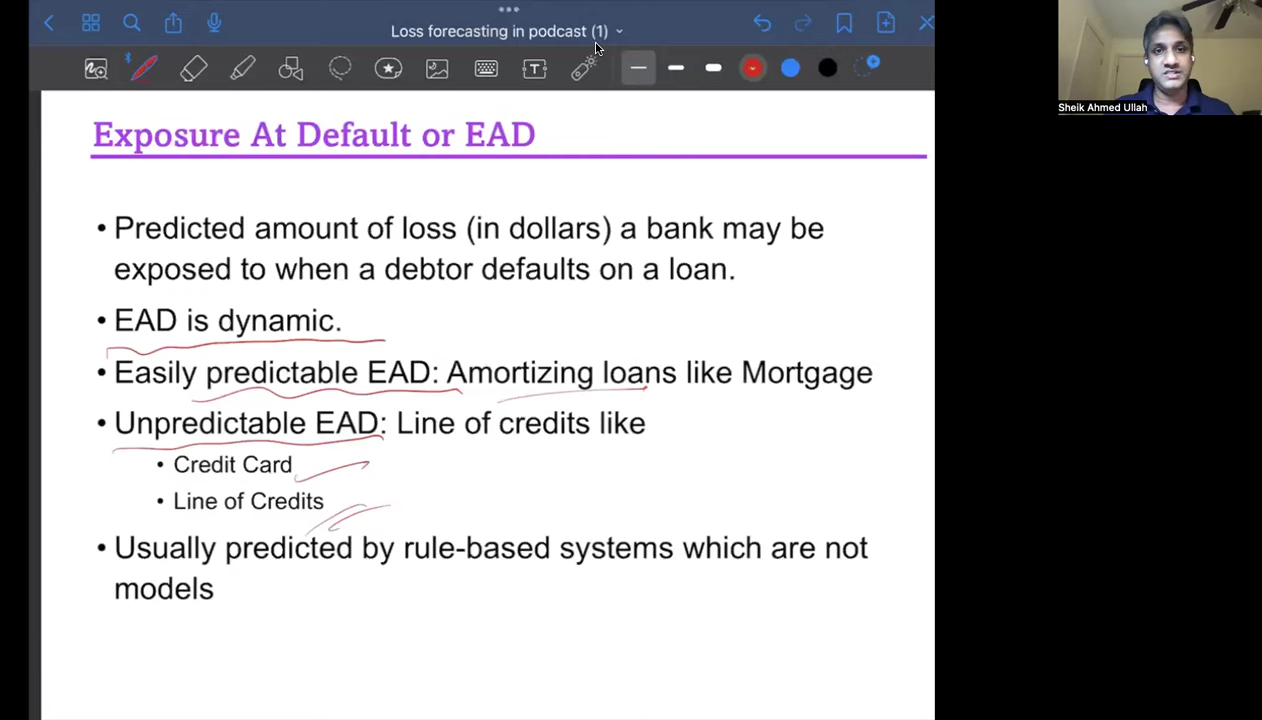 Loss forecasting in podcast (1)
Sheik Ahmed Ullah
Exposure At Default or EAD
• Predicted amount of loss (in dollars) a bank may be
exposed to when a debtor defaults on a loan.
• EAD is dynamic.
• Easily predictable EAD: Amortizing loans like Mortgage
• Unpredictable EAD: Line of credits like
• Credit Card
• Line of Credits
• Usually predicted by rule-based systems which are not
models